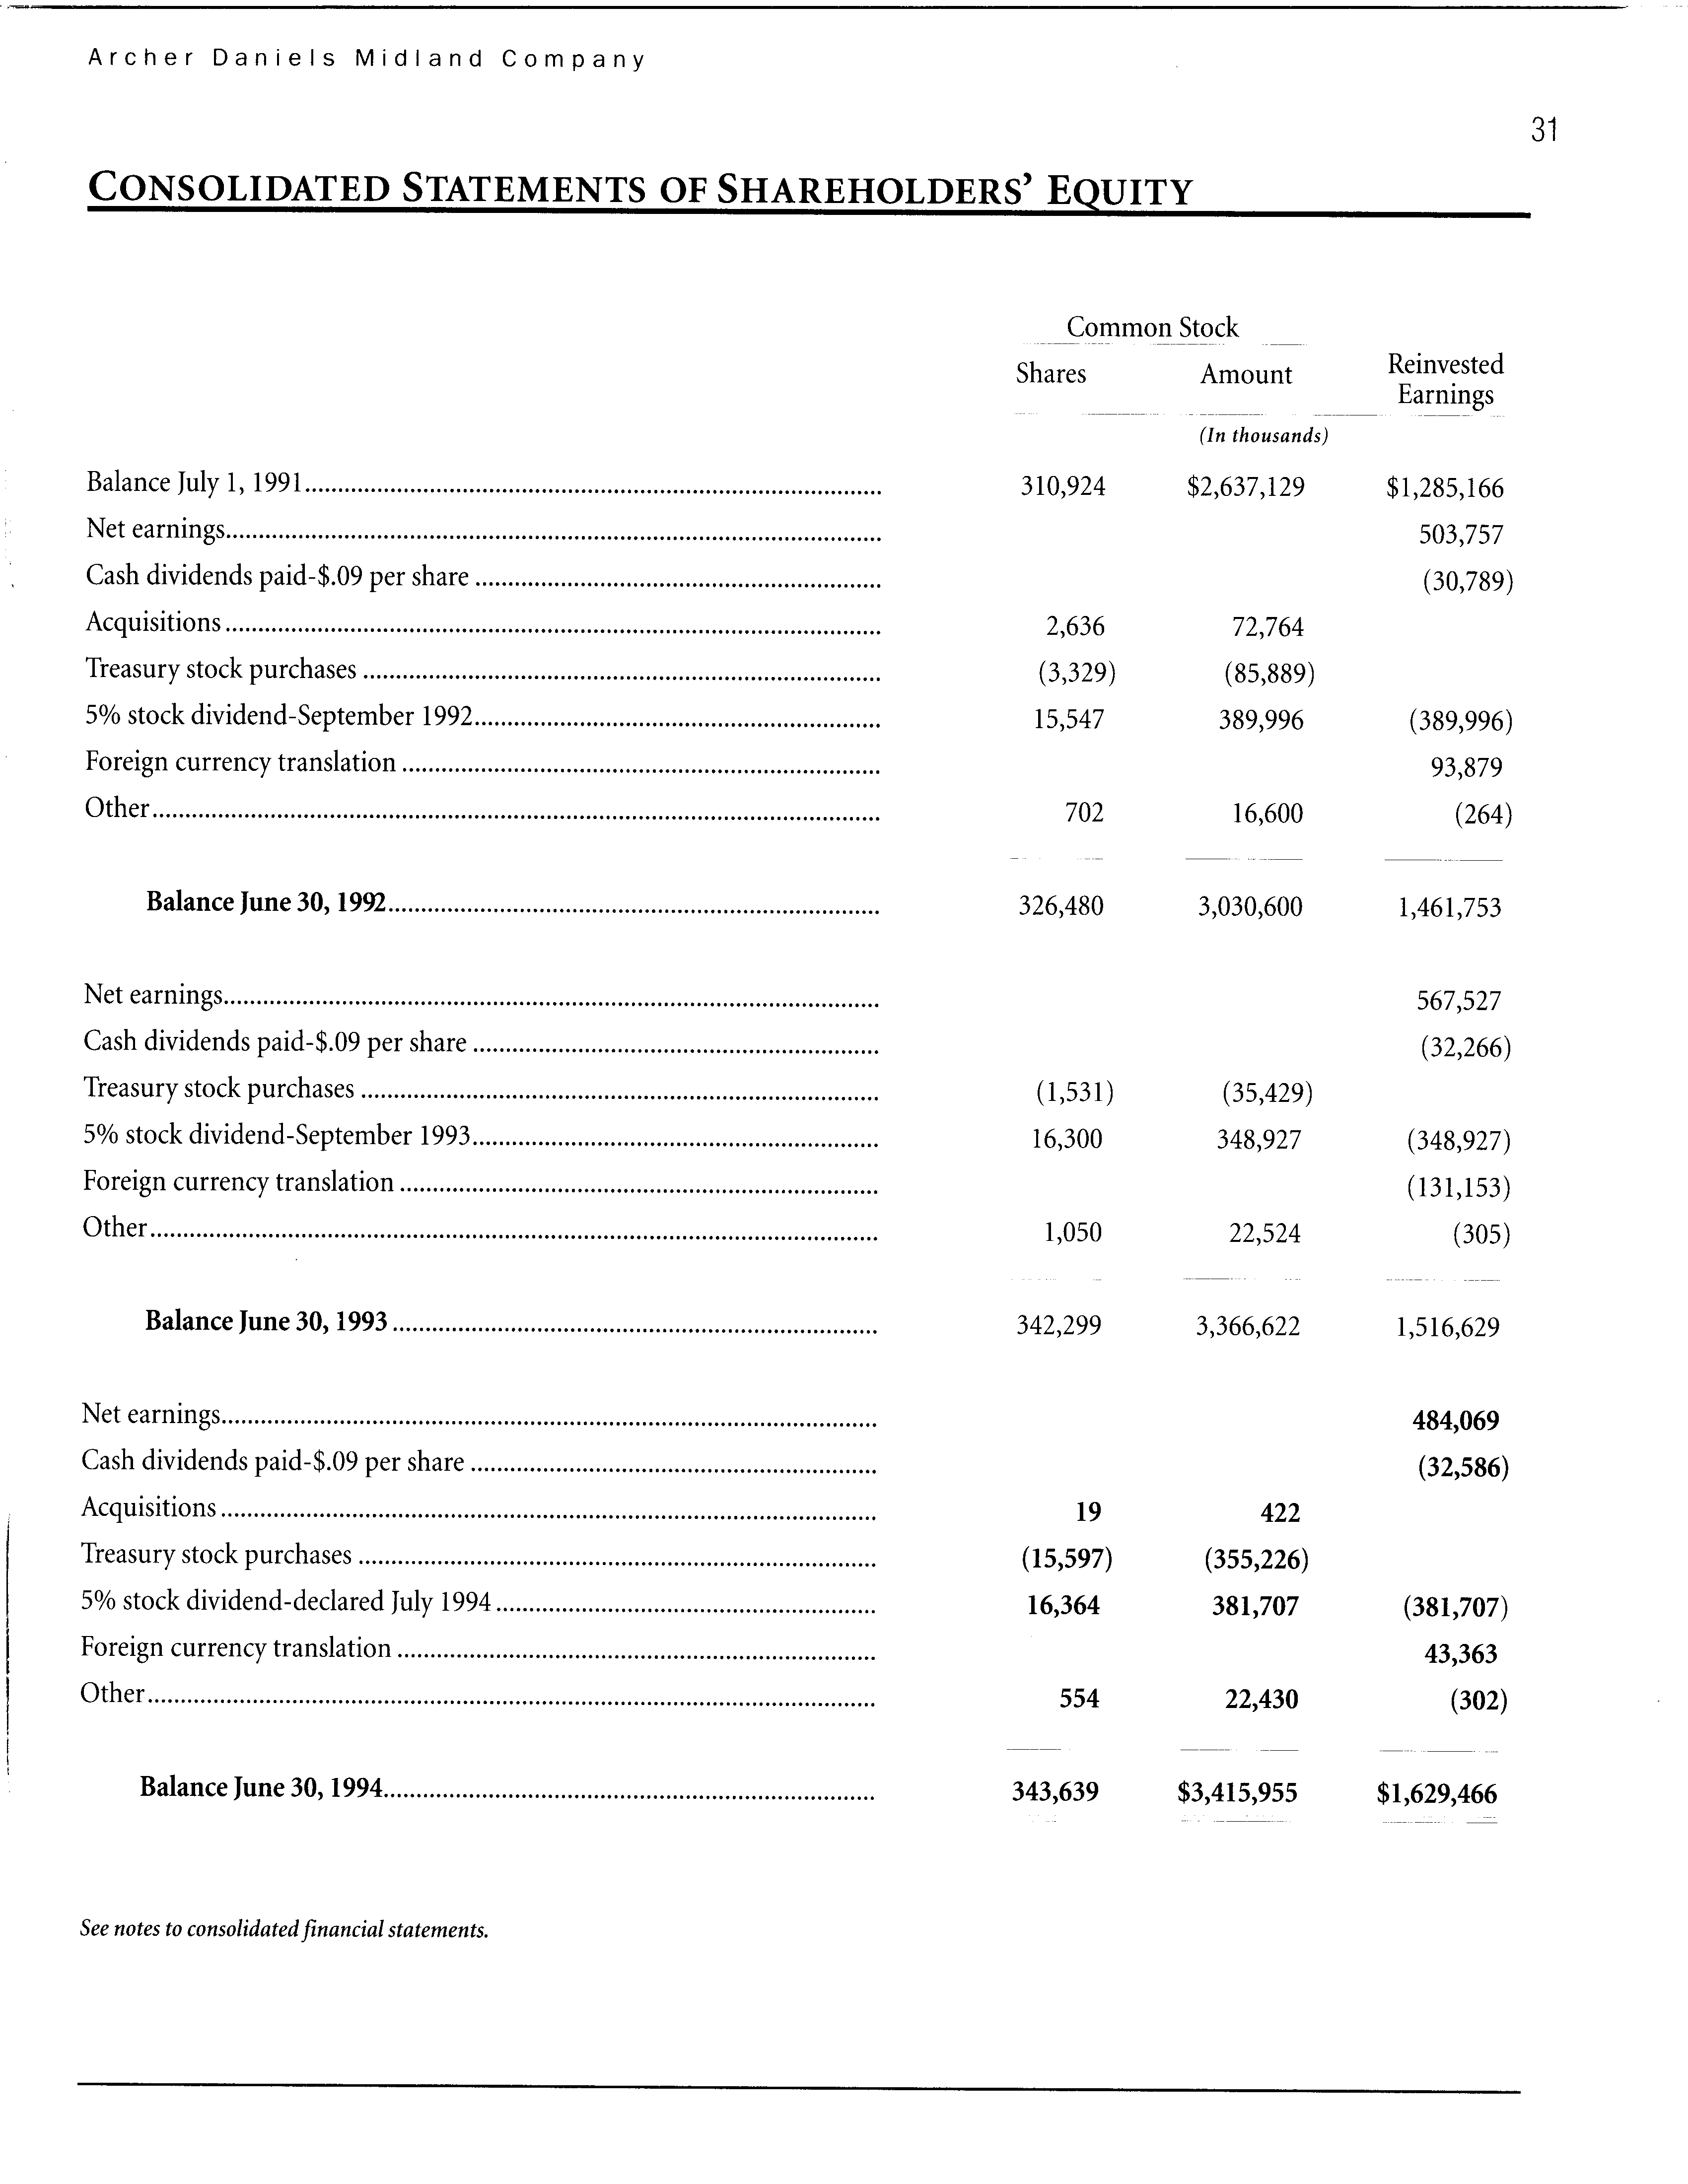 Archer Daniels Midland Company
31
CONSOLIDATED STATEMENTS OF SHAREHOLDERS' EQUITY
Common Stock
Shares Amount Reinvested Earnings
(In thousands)
Balance July 1, 1991 310,924 $2,637,129 $1,285,166
Net earnings 503,757
Cash dividends paid-$.09 per share (30,789)
Acquisitions 2,636 72,764
Treasury stock purchases (3,329) (85,889)
5% stock dividend-September 1992 15,547 389,996 (389,996)
Foreign currency translation 93,879
Other 702 16,600 (264)
Balance June 30, 1992 326,480 3,030,600 1,461,753
Net earnings 567,527
Cash dividends paid-$.09 per share (32,266)
Treasury stock purchases (1,531) (35,429)
5% stock dividend-September 1993 16,300 348,927 (348,927)
Foreign currency translation (131,153)
Other 1,050 22,524 (305)
Balance June 30, 1993 342,299 3,366,622 1,516,629
Net earnings 484,069
Cash dividends paid-$.09 per share (32,586)
Acquisitions 19 422
Treasury stock purchases (15,597) (355,226)
5% stock dividend-declared July 1994 16,364 381,707 (381,707)
Foreign currency translation 43,363
Other 554 22,430 (302)
Balance June 30, 1994 343,639 $3,415,955 $1,629,466
See notes to consolidated financial statements.